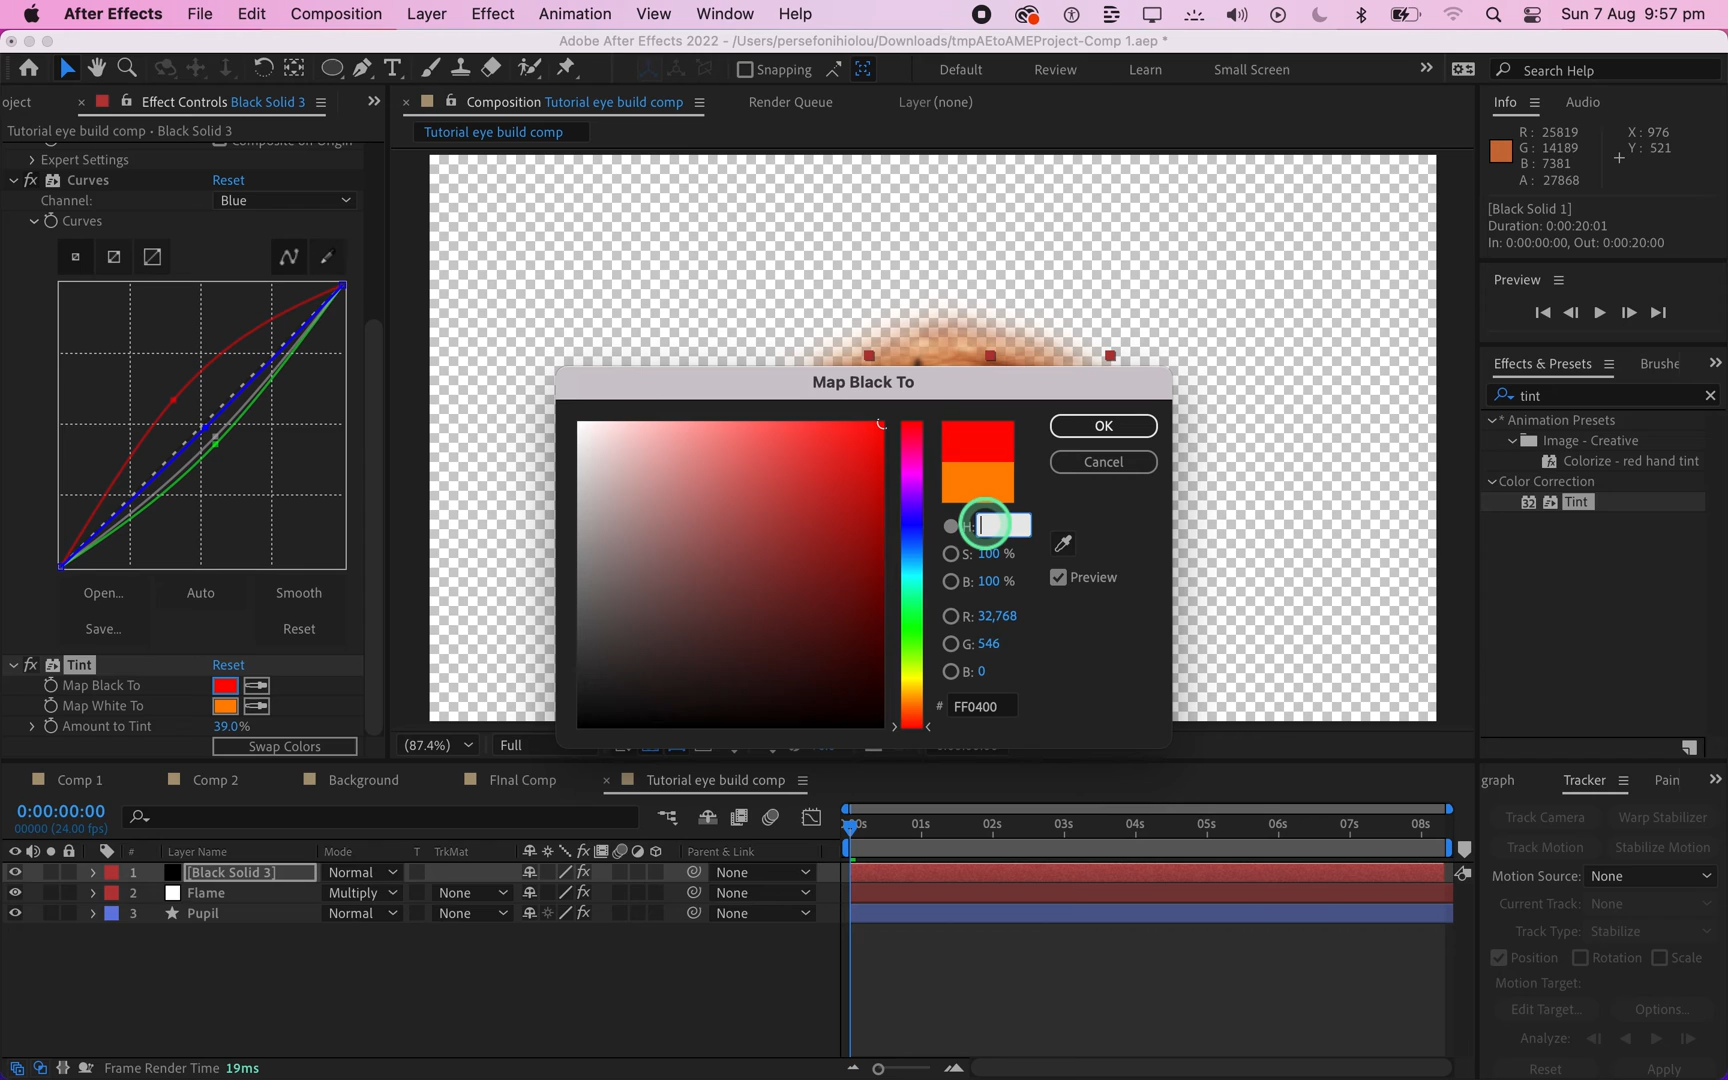 After Effects File Edit Composition Layer Effect Animation View Window Help Sun 7 Aug 9:57 pm
Adobe After Effects 2022 - /Users/persefonihiolou/Downloads/tmpAEtoAMEProject-Comp 1.aep *
Snapping Default Review Learn Small Screen Search Help
oject Effect Controls Black Solid 3 Composition Tutorial eye build comp Render Queue Layer (none) Info Audio
Tutorial eye build comp • Black Solid 3 Tutorial eye build comp
R: 25819 X: 976
G: 14189 Y: 521
B: 7381
A: 27868
Composite on Origin
Expert Settings
Curves Reset
Channel: Blue
Curves
[Black Solid 1]
Duration: 0:00:20:01
In: 0:00:00:00, Out: 0:00:20:00
Preview
Effects & Presets Brushe
tint
* Animation Presets
Image - Creative
Colorize - red hand tint
Color Correction
Tint
Map Black To
OK
Cancel
H:
S: 100 %
B: 100 %
Preview
R: 32,768
G: 546
B: 0
# FF0400
Open... Auto Smooth
Save... Reset
Tint Reset
Map Black To
Map White To
Amount to Tint 39.0%
Swap Colors
(87.4%) Full
Comp 1 Comp 2 Background FInal Comp Tutorial eye build comp
graph Tracker Pain
0:00:00:00
00000 (24.00 fps)
00s 01s 02s 03s 04s 05s 06s 07s 08s
# Layer Name Mode T TrkMat Parent & Link
1 [Black Solid 3] Normal None
2 Flame Multiply None None
3 Pupil Normal None None
Track Camera Warp Stabilizer
Track Motion Stabilize Motion
Motion Source: None
Current Track: None
Track Type: Stabilize
Position Rotation Scale
Motion Target:
Edit Target... Options...
Analyze:
Reset Apply
Frame Render Time 19ms